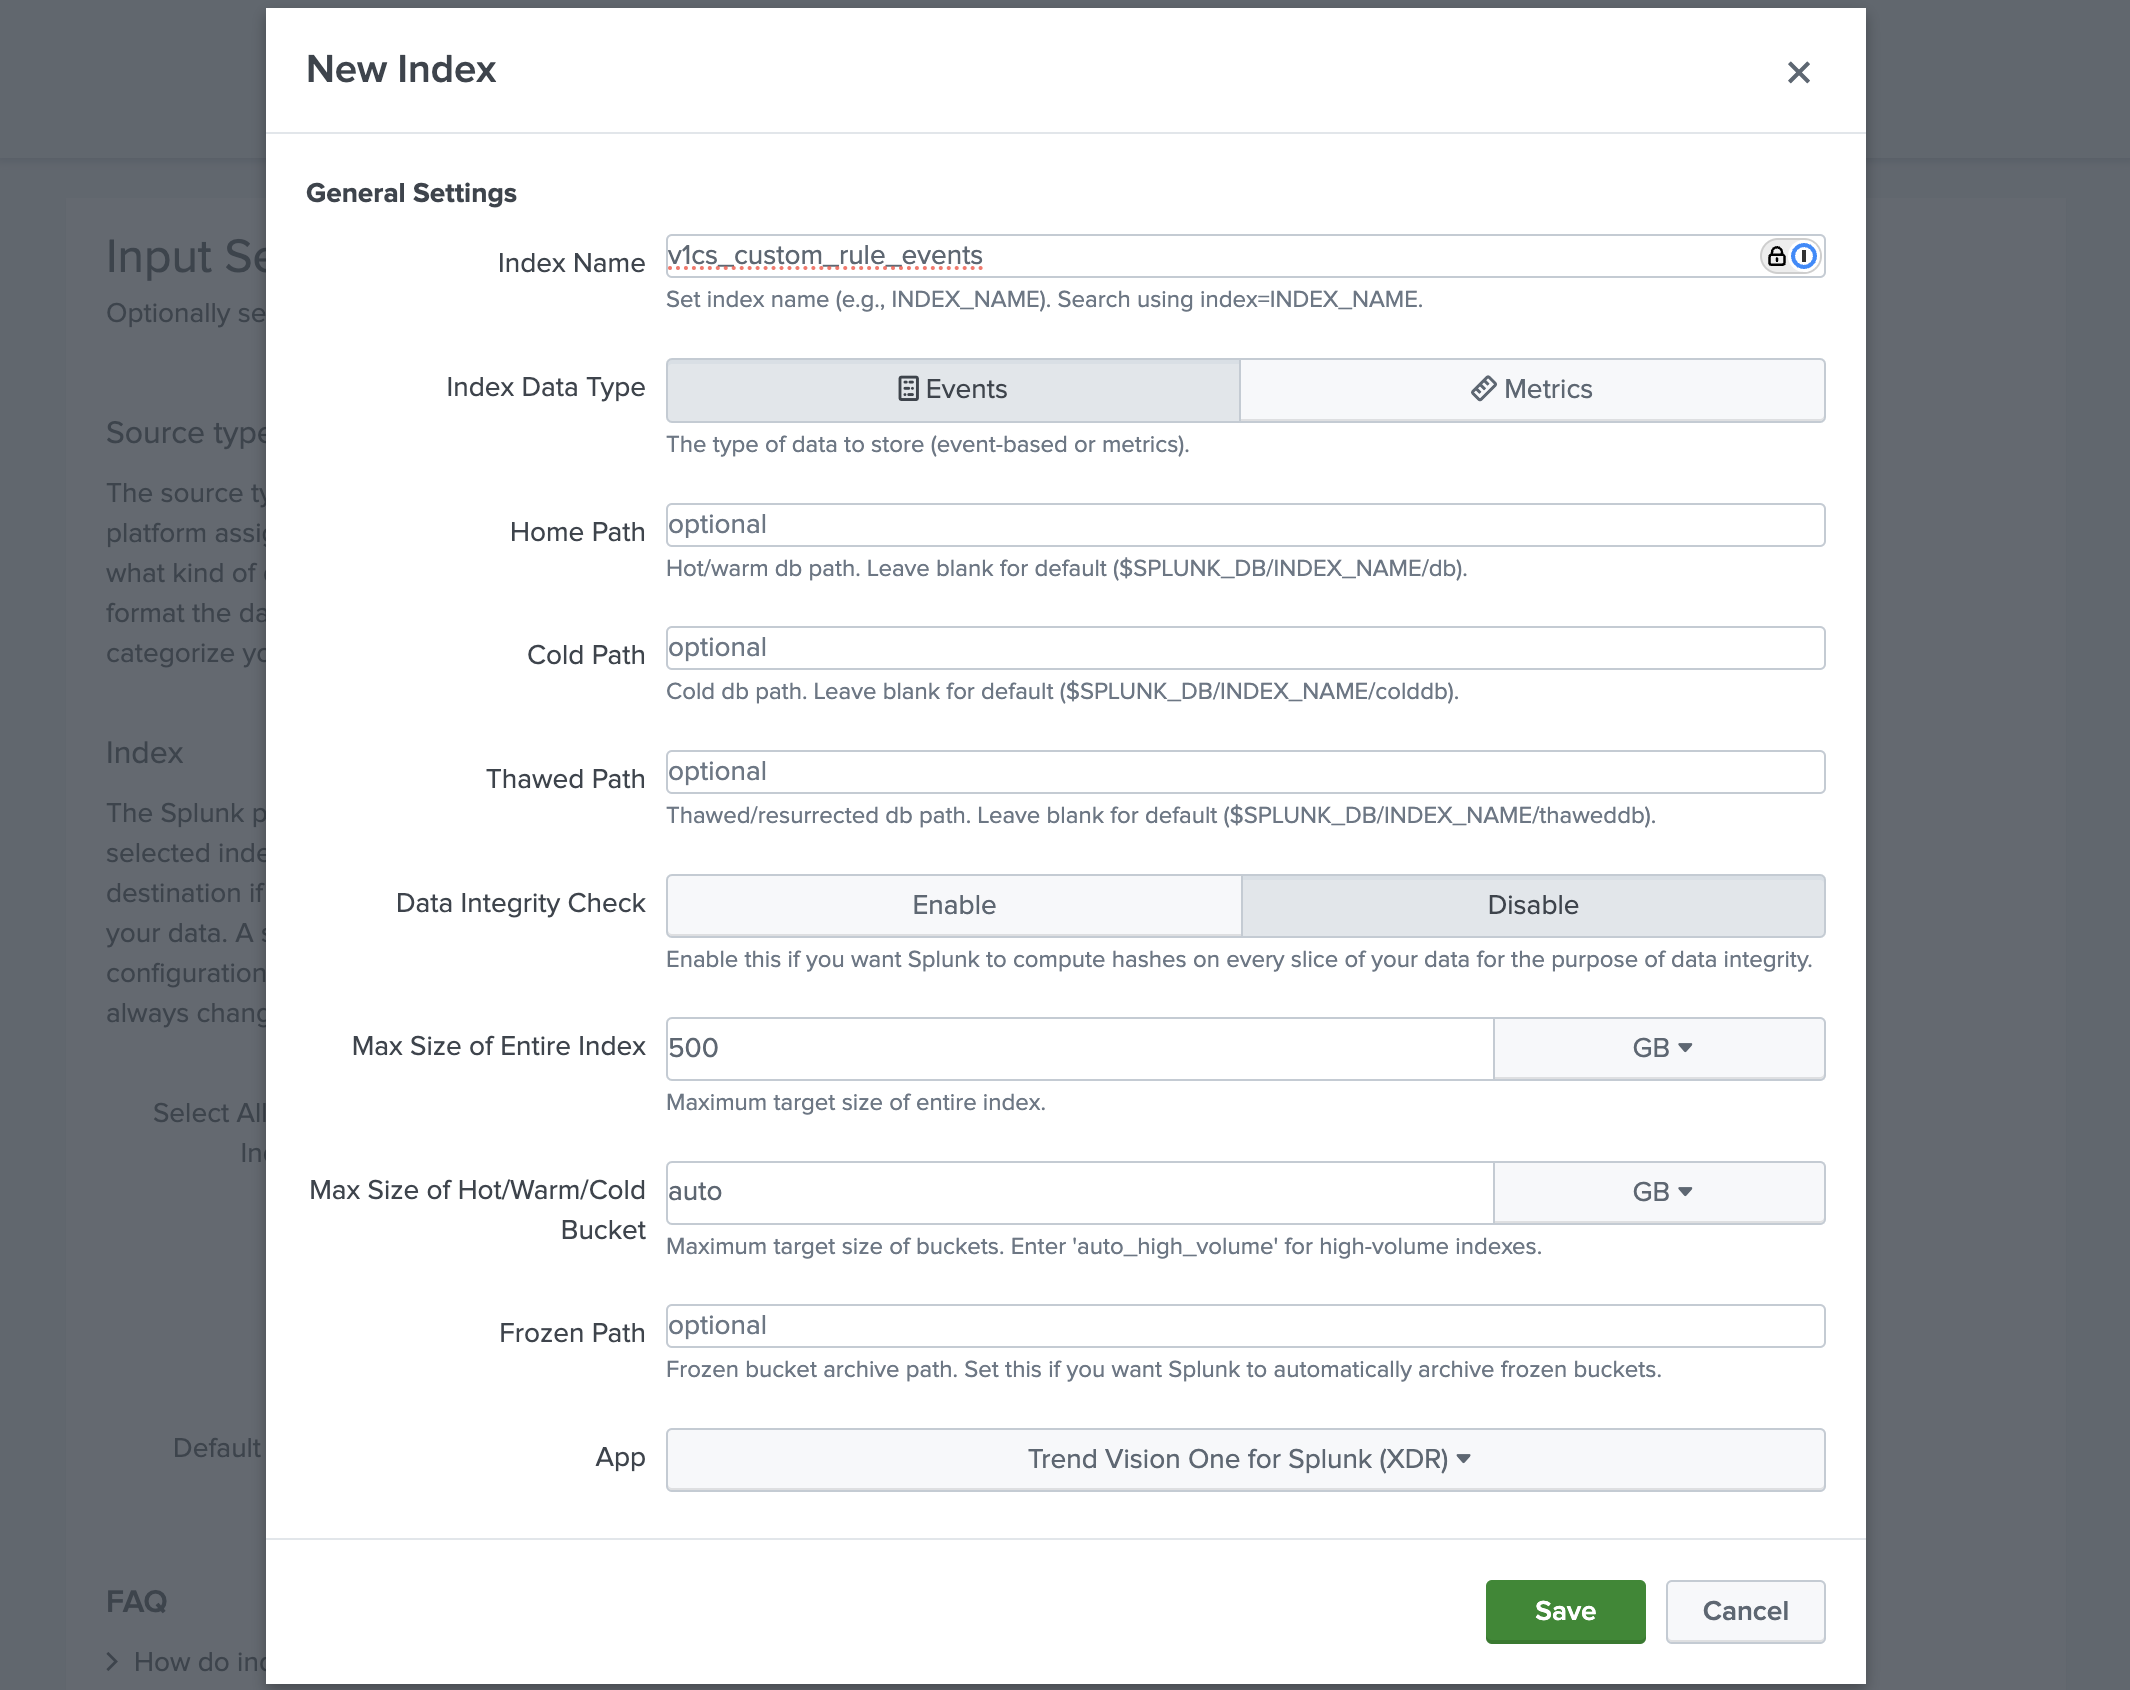 New Index
General Settings
Index Name
v1cs_custom_rule_events
Set index name (e.g., INDEX_NAME). Search using index=INDEX_NAME.
Index Data Type
Events
Metrics
The type of data to store (event-based or metrics).
Home Path
optional
Hot/warm db path. Leave blank for default ($SPLUNK_DB/INDEX_NAME/db).
Cold Path
optional
Cold db path. Leave blank for default ($SPLUNK_DB/INDEX_NAME/colddb).
Thawed Path
optional
Thawed/resurrected db path. Leave blank for default ($SPLUNK_DB/INDEX_NAME/thaweddb).
Data Integrity Check
Enable
Disable
Enable this if you want Splunk to compute hashes on every slice of your data for the purpose of data integrity.
Max Size of Entire Index
500
GB
Maximum target size of entire index.
Max Size of Hot/Warm/Cold
Bucket
auto
GB
Maximum target size of buckets. Enter 'auto_high_volume' for high-volume indexes.
Frozen Path
optional
Frozen bucket archive path. Set this if you want Splunk to automatically archive frozen buckets.
App
Trend Vision One for Splunk (XDR)
Save
Cancel
Input
Optionally
Source type
The source
platform
what kind of
format the
categorize
Index
The Splunk
selected
destination if
your data. A
configuration
always
Select All
Default
FAQ
How do